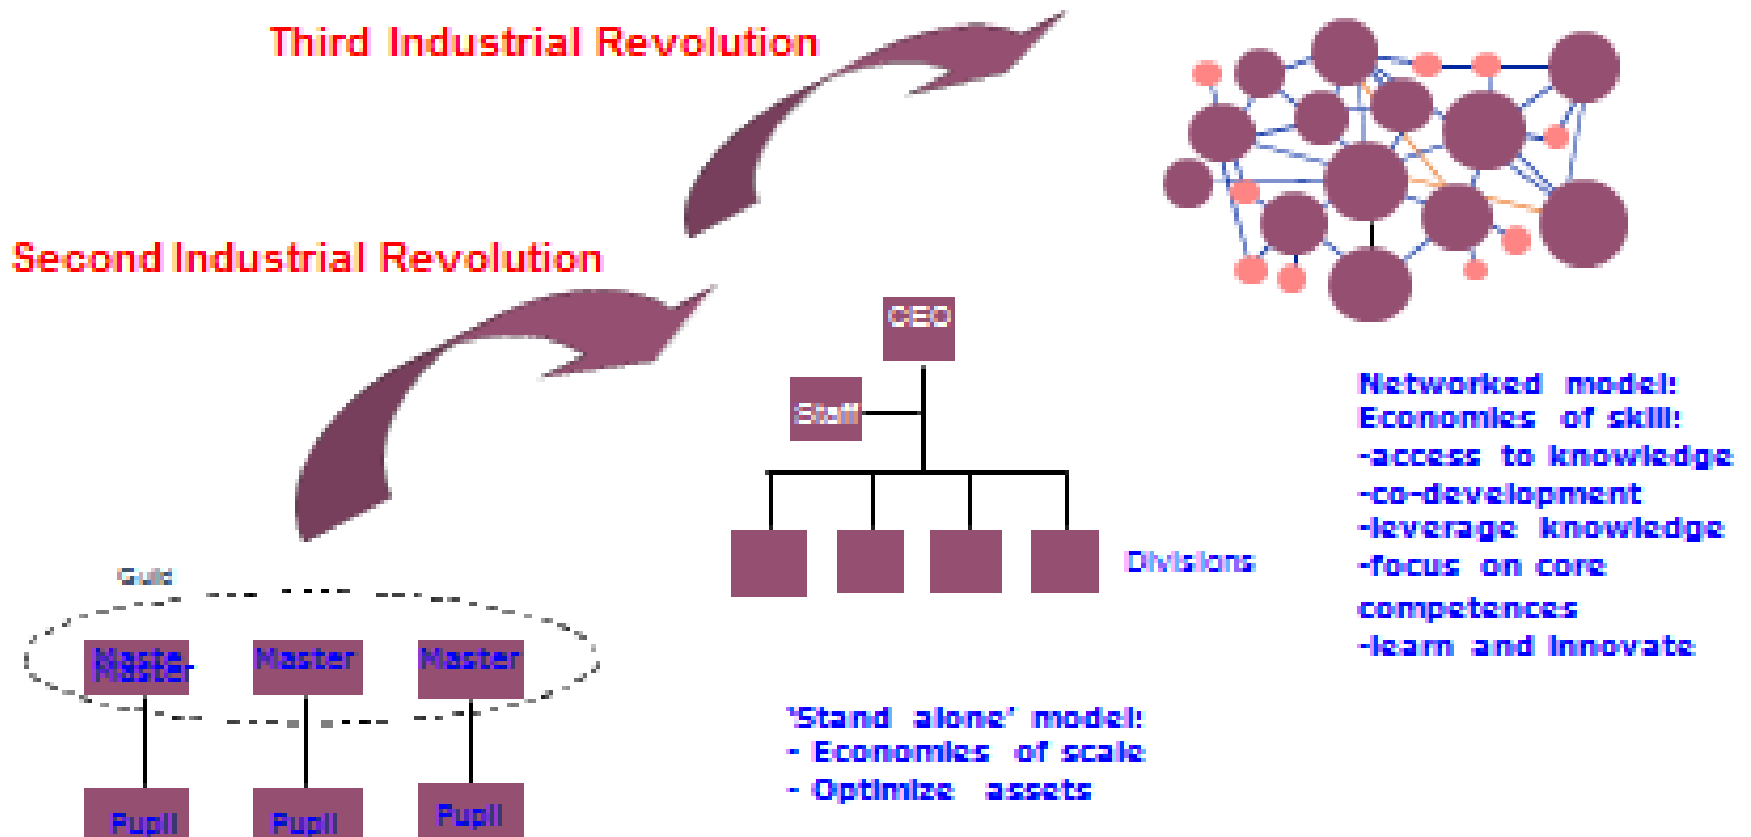 Third Industrial Revolution
Second Industrial Revolution
CEO
Staff
Divisions
Guild
Maste
Master
Master
Master
Pupil
Pupil
Pupil
'Stand alone' model:
- Economies of scale
- Optimize assets
Networked model:
Economies of skill:
-access to knowledge
-co-development
-leverage knowledge
-focus on core
competences
-learn and innovate